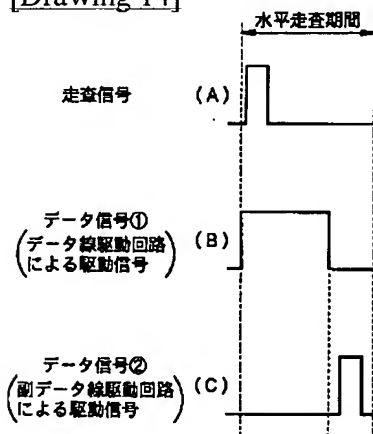 [Drawing 14]
水平走査期間
走査信号 (A)
データ信号①
(データ線駆動回路
による駆動信号) (B)
データ信号②
(副データ線駆動回路
による駆動信号) (C)